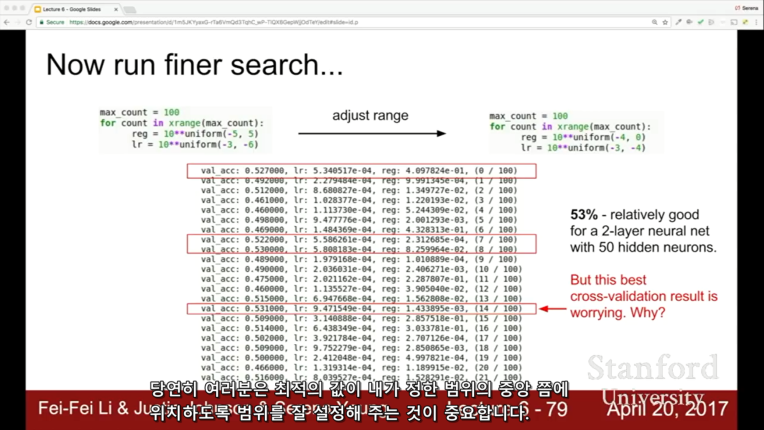 Lecture 6 - Google Slides
Serena
Secure
Now run finer search...
max_count = 100
for count in xrange(max_count):
reg = 10**uniform(-5, 5)
lr = 10**uniform(-3, -6)
adjust range
max_count = 100
for count in xrange(max_count):
reg = 10**uniform(-4, 0)
lr = 10**uniform(-3, -4)
val_acc: 0.527000, lr: 5.340517e-04, reg: 4.097824e-01, (0 / 100)
val_acc: 0.492000, lr: 2.279484e-04, reg: 9.991345e-04, (1 / 100)
val_acc: 0.512000, lr: 8.680827e-04, reg: 1.349727e-02, (2 / 100)
val_acc: 0.461000, lr: 1.028377e-04, reg: 1.220193e-02, (3 / 100)
val_acc: 0.460000, lr: 1.113730e-04, reg: 5.244309e-02, (4 / 100)
val_acc: 0.498000, lr: 9.477776e-04, reg: 2.001293e-03, (5 / 100)
val_acc: 0.469000, lr: 1.484369e-04, reg: 4.328313e-01, (6 / 100)
val_acc: 0.522000, lr: 5.586261e-04, reg: 2.312685e-04, (7 / 100)
val_acc: 0.530000, lr: 5.808183e-04, reg: 8.259964e-02, (8 / 100)
val_acc: 0.489000, lr: 1.979168e-04, reg: 1.010889e-04, (9 / 100)
val_acc: 0.490000, lr: 2.036031e-04, reg: 2.406271e-03, (10 / 100)
val_acc: 0.475000, lr: 2.021162e-04, reg: 2.287807e-01, (11 / 100)
val_acc: 0.460000, lr: 1.135527e-04, reg: 3.905040e-02, (12 / 100)
val_acc: 0.515000, lr: 6.947668e-04, reg: 1.562808e-02, (13 / 100)
val_acc: 0.531000, lr: 9.471549e-04, reg: 1.433895e-03, (14 / 100)
val_acc: 0.509000, lr: 3.140888e-04, reg: 2.857518e-01, (15 / 100)
val_acc: 0.514000, lr: 6.438349e-04, reg: 3.033781e-01, (16 / 100)
val_acc: 0.502000, lr: 3.921784e-04, reg: 2.707126e-04, (17 / 100)
val_acc: 0.509000, lr: 9.752279e-04, reg: 2.850865e-03, (18 / 100)
val_acc: 0.500000, lr: 2.412048e-04, reg: 4.997821e-04, (19 / 100)
val_acc: 0.466000, lr: 1.319314e-04, reg: 1.189915e-02, (20 / 100)
val_acc: 0.516000, lr: 8.039527e-04, reg: 1.528291e-02, (21 / 100)
53% - relatively good
for a 2-layer neural net
with 50 hidden neurons.
But this best
cross-validation result is
worrying. Why?
Stanford
University
당연히 여러분은 최적의 값이 내가 정한 범위의 중앙 쯤에
위치하도록 범위를 잘 설정해 주는 것이 중요합니다.
Fei-Fei Li & Justin Johnson & Serena Yeung
Lecture 6 - 79
April 20, 2017